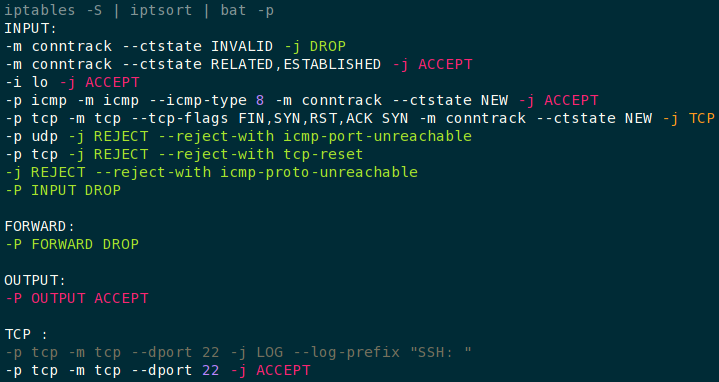 iptables -S | iptsort | bat -p
INPUT:
-m conntrack --ctstate INVALID -j DROP
-m conntrack --ctstate RELATED,ESTABLISHED -j ACCEPT
-i lo -j ACCEPT
-p icmp -m icmp --icmp-type 8 -m conntrack --ctstate NEW -j ACCEPT
-p tcp -m tcp --tcp-flags FIN,SYN,RST,ACK SYN -m conntrack --ctstate NEW -j TCP
-p udp -j REJECT --reject-with icmp-port-unreachable
-p tcp -j REJECT --reject-with tcp-reset
-j REJECT --reject-with icmp-proto-unreachable
-P INPUT DROP
FORWARD:
-P FORWARD DROP
OUTPUT:
-P OUTPUT ACCEPT
TCP :
-p tcp -m tcp --dport 22 -j LOG --log-prefix "SSH: "
-p tcp -m tcp --dport 22 -j ACCEPT